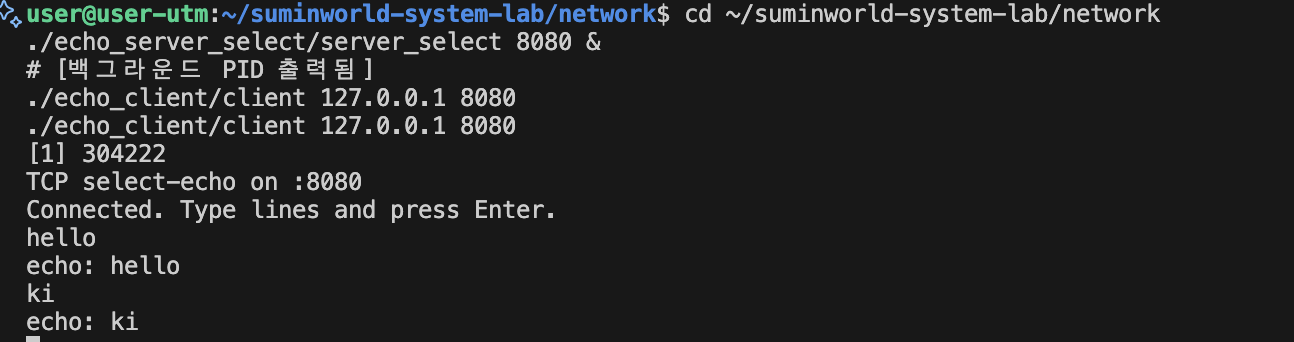 user@user-utm:~/suminworld-system-lab/network$ cd ~/suminworld-system-lab/network
./echo_server_select/server_select 8080 &
# [백그라운드 PID 출력됨]
./echo_client/client 127.0.0.1 8080
./echo_client/client 127.0.0.1 8080
[1] 304222
TCP select-echo on :8080
Connected. Type lines and press Enter.
hello
echo: hello
ki
echo: ki